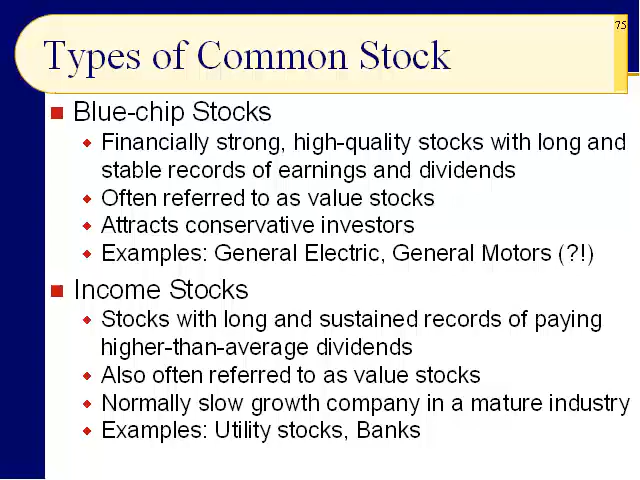 75
Types of Common Stock
Blue-chip Stocks
Financially strong, high-quality stocks with long and
stable records of earnings and dividends
Often referred to as value stocks
Attracts conservative investors
Examples: General Electric, General Motors (?!)
Income Stocks
Stocks with long and sustained records of paying
higher-than-average dividends
Also often referred to as value stocks
Normally slow growth company in a mature industry
Examples: Utility stocks, Banks